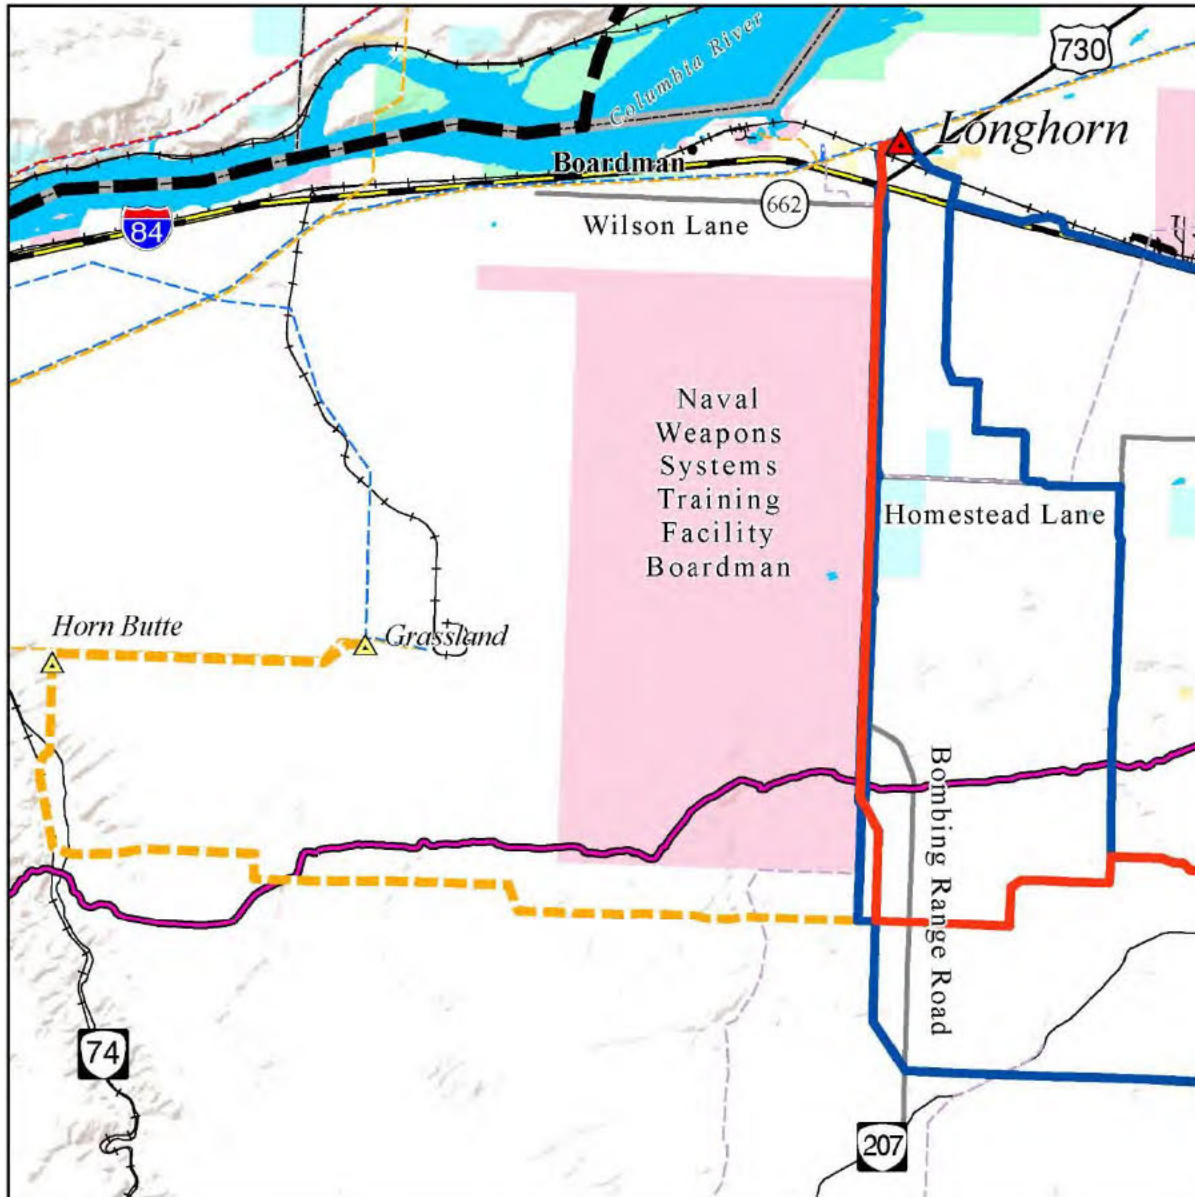 730
Columbia River
Longhorn
Boardman
84
662
Wilson Lane
Naval
Weapons
Systems
Training
Facility
Boardman
Homestead Lane
Horn Butte
Grassland
Bombing Range Road
74
207